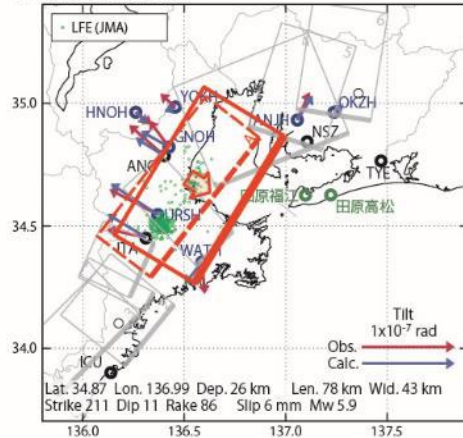 LFE (JMA)
35.0
34.5
34.0
YOKH
HNOH
GNOH
ANO
ANJH
OKZH
NSZ
TYE
田原福江
田原高松
URSH
ITA
WATH
ICU
Tilt
1x10⁻⁷ rad
Obs.
Calc.
Lat. 34.87 Lon. 136.99 Dep. 26 km Len. 78 km Wid. 43 km
Strike 211 Dip 11 Rake 86 Slip 6 mm Mw 5.9
136.0 136.5 137.0 137.5